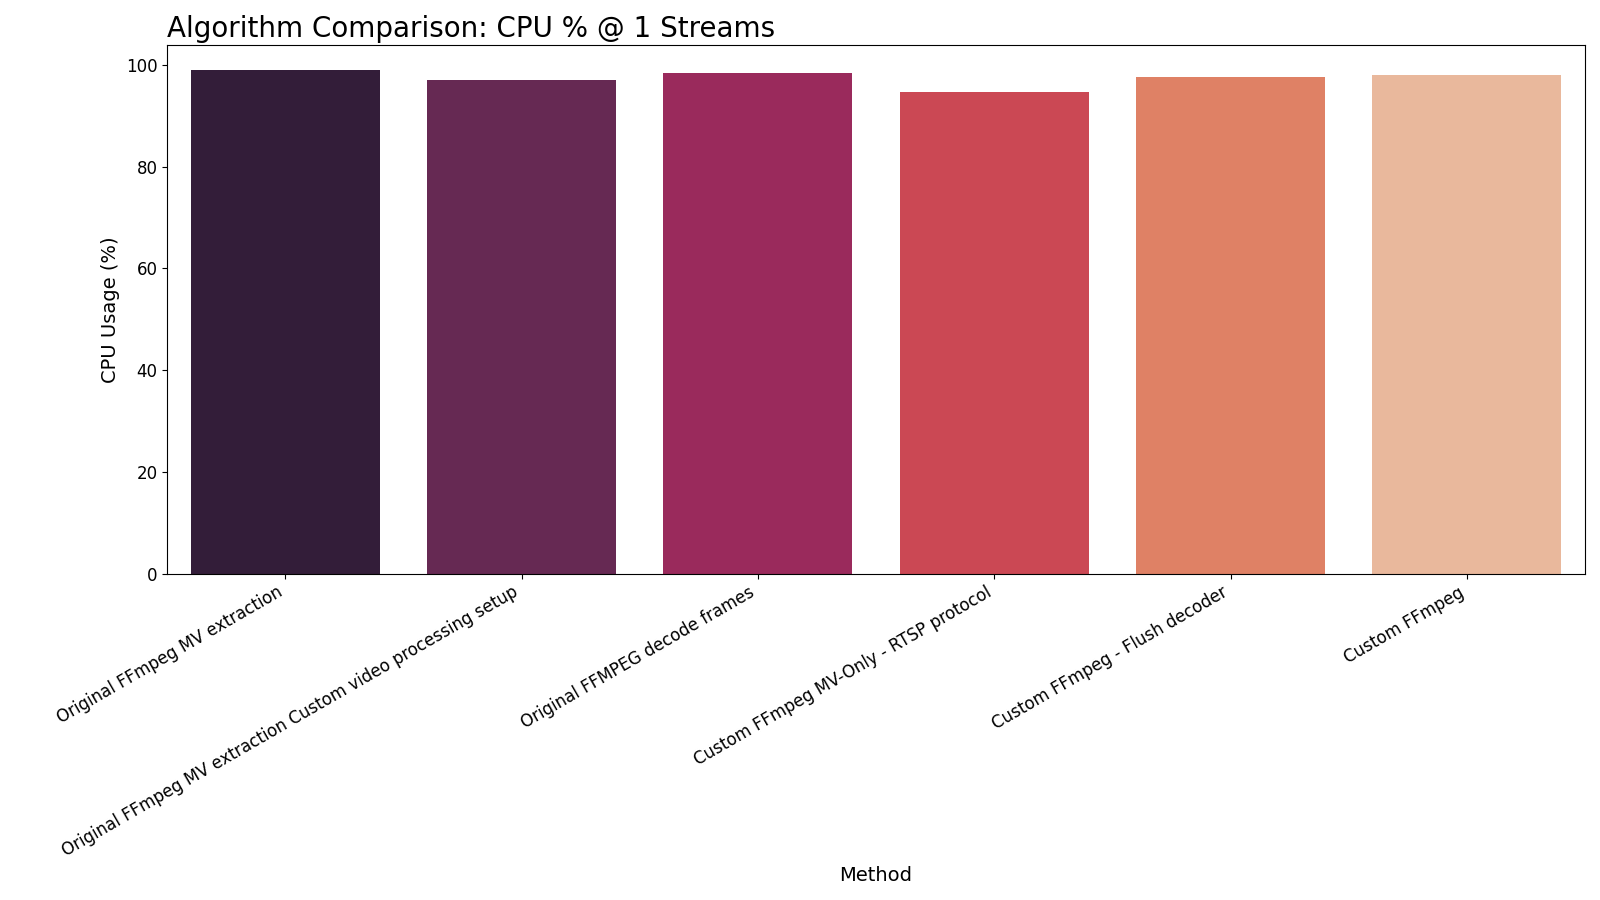 Algorithm Comparison: CPU % @ 1 Streams
CPU Usage (%)
100
80
60
40
20
0
Original FFmpeg MV extraction
Original FFmpeg MV extraction Custom video processing setup
Original FFMPEG decode frames
Custom FFmpeg MV-Only - RTSP protocol
Custom FFmpeg - Flush decoder
Custom FFmpeg
Method